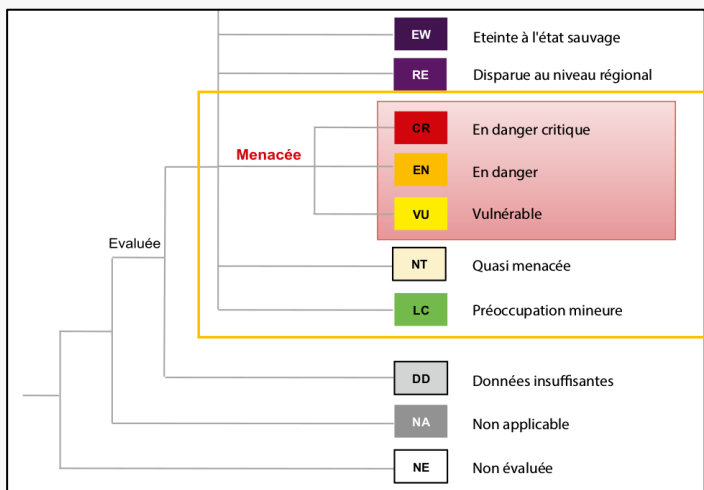 EW Eteinte à l'état sauvage
RE Disparue au niveau régional
CR En danger critique
Menacée
EN En danger
VU Vulnérable
Evaluée
NT Quasi menacée
LC Préoccupation mineure
DD Données insuffisantes
NA Non applicable
NE Non évaluée